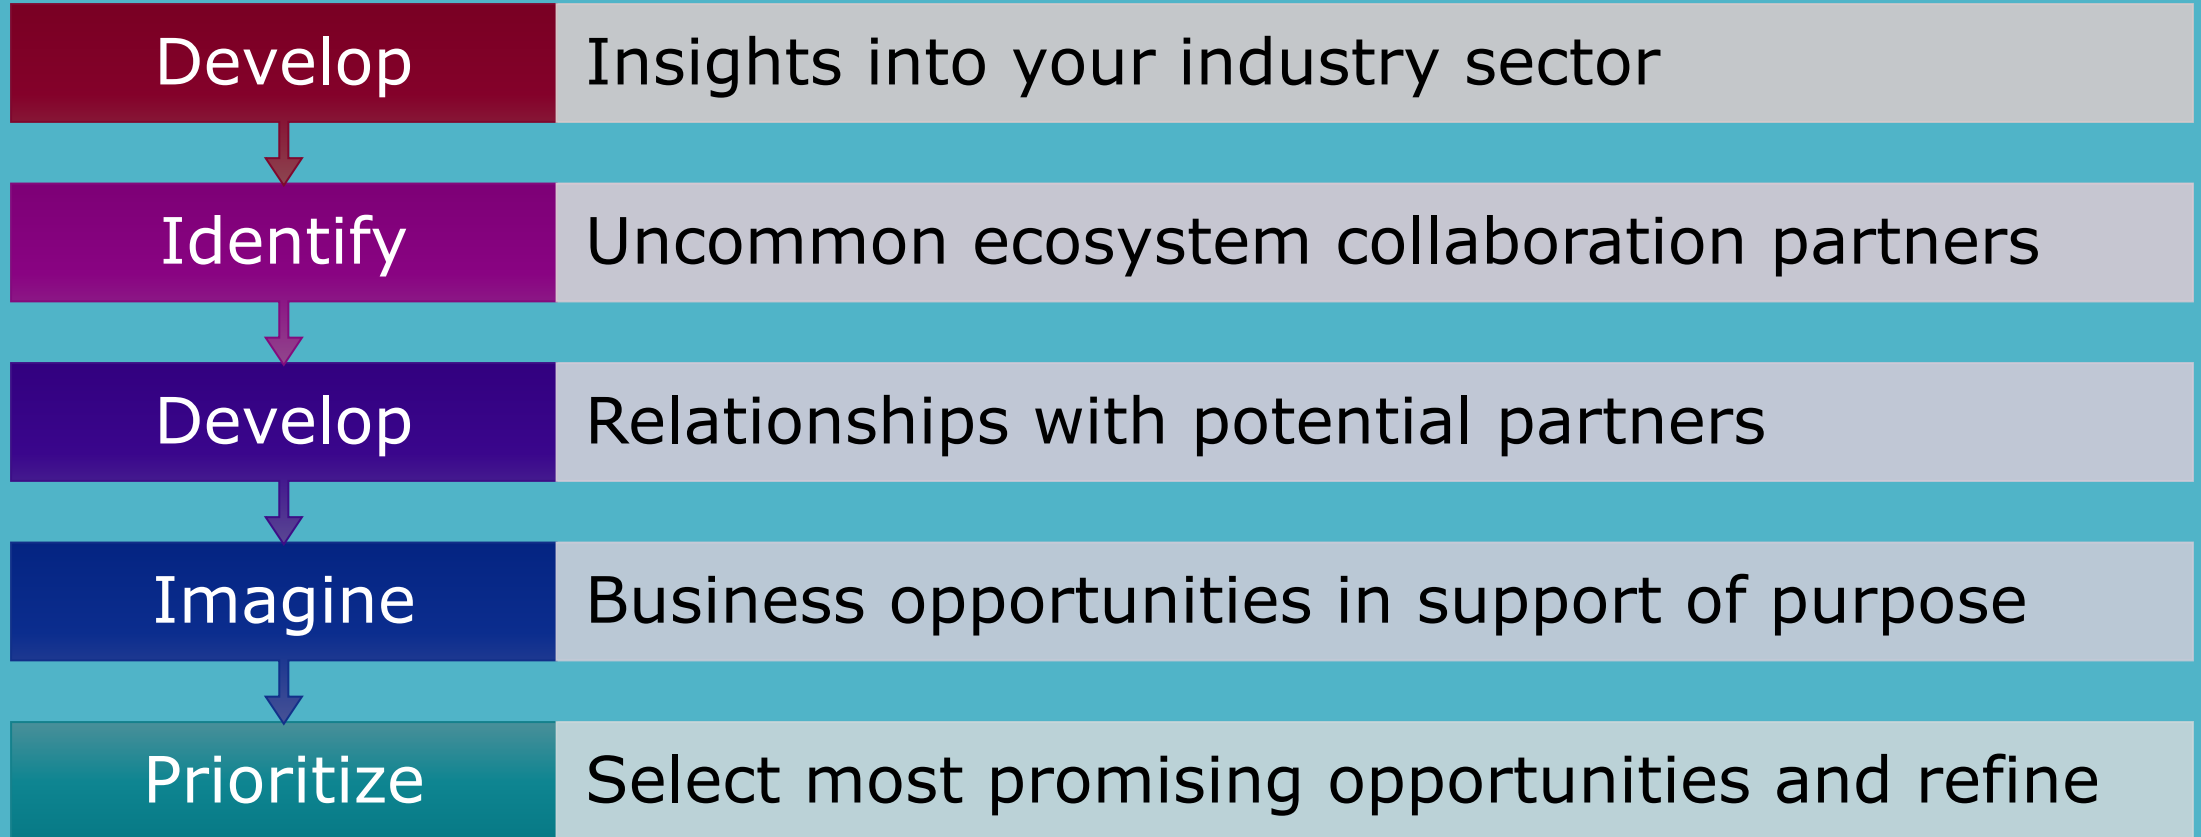 Develop
Insights into your industry sector
Identify
Uncommon ecosystem collaboration partners
Develop
Relationships with potential partners
Imagine
Business opportunities in support of purpose
Prioritize
Select most promising opportunities and refine